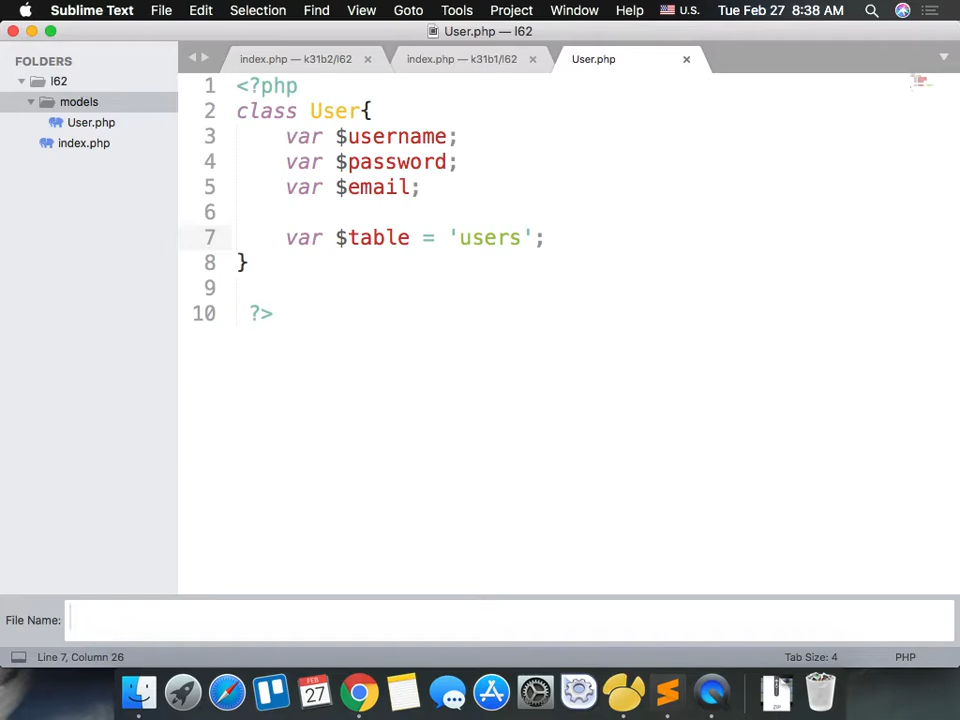 Sublime Text File Edit Selection Find View Goto Tools Project Window Help U.S. Tue Feb 27 8:38 AM
User.php — l62
FOLDERS
l62
models
User.php
index.php
index.php — k31b2/l62 × index.php — k31b1/l62 × User.php ×
1 <?php
2 class User{
3 var $username;
4 var $password;
5 var $email;
6
7 var $table = 'users';
8 }
9
10 ?>
File Name:
Line 7, Column 26 Tab Size: 4 PHP
FEB
27
ZIP